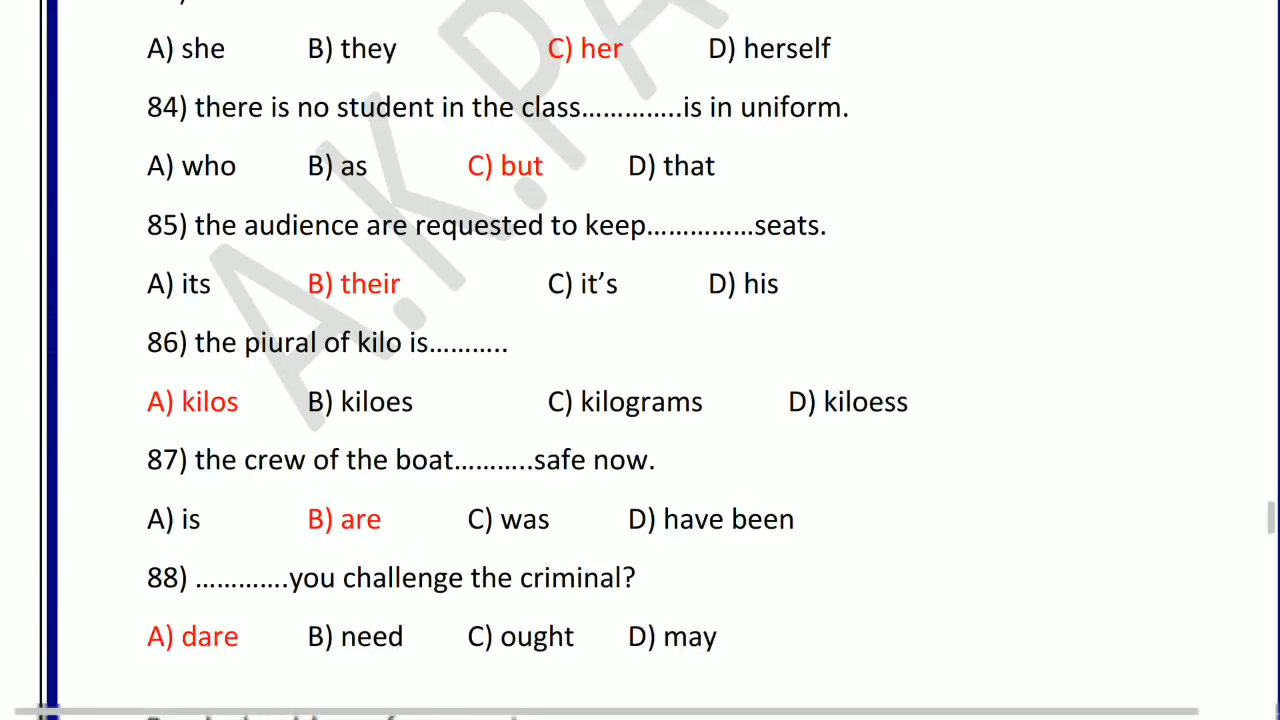 A) she B) they C) her D) herself
84) there is no student in the class…………..is in uniform.
A) who B) as C) but D) that
85) the audience are requested to keep……………seats.
A) its B) their C) it’s D) his
86) the piural of kilo is………..
A) kilos B) kiloes C) kilograms D) kiloess
87) the crew of the boat………..safe now.
A) is B) are C) was D) have been
88) ………….you challenge the criminal?
A) dare B) need C) ought D) may
A.K.PA